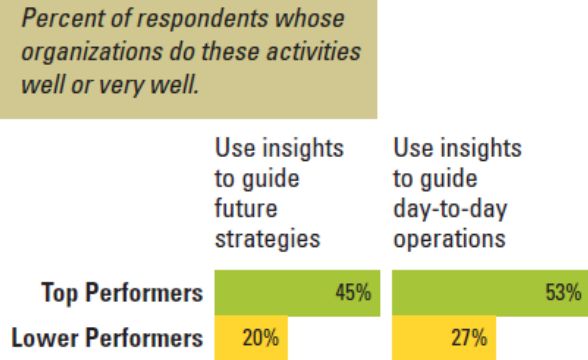 Percent of respondents whose
organizations do these activities
well or very well.
Use insights
to guide
future
strategies
Use insights
to guide
day-to-day
operations
Top Performers 45% 53%
Lower Performers 20% 27%